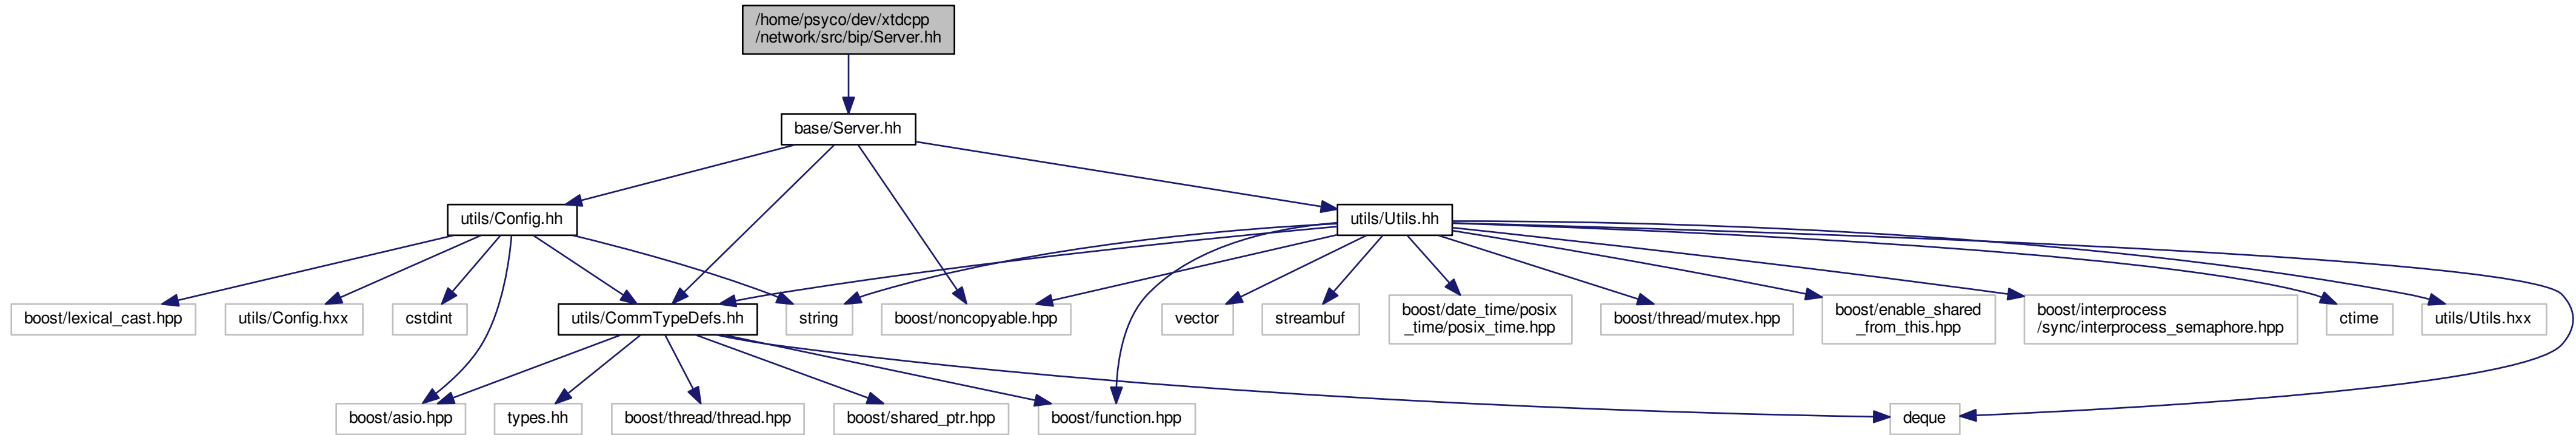 /home/psyco/dev/xtdcpp
/network/src/bip/Server.hh
base/Server.hh
utils/Config.hh
utils/Utils.hh
boost/lexical_cast.hpp
utils/Config.hxx
cstdint
utils/CommTypeDefs.hh
string
boost/noncopyable.hpp
vector
streambuf
boost/date_time/posix
_time/posix_time.hpp
boost/thread/mutex.hpp
boost/enable_shared
_from_this.hpp
boost/interprocess
/sync/interprocess_semaphore.hpp
ctime
utils/Utils.hxx
boost/asio.hpp
types.hh
boost/thread/thread.hpp
boost/shared_ptr.hpp
boost/function.hpp
deque